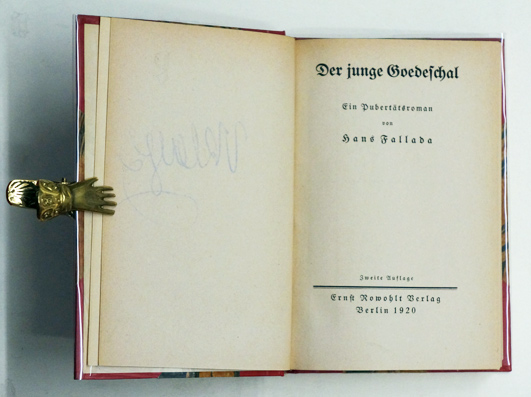 Der junge Goedeschal
Ein Pubertätsroman
von
Hans Fallada
Zweite Auflage
Ernst Rowohlt Verlag
Berlin 1920